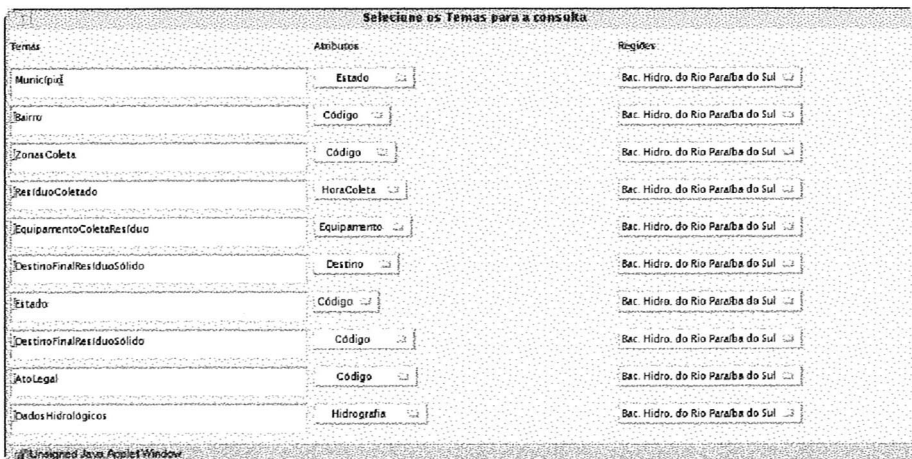 Selecione os Temas para a consulta
Temas Atributos Regiões
Município Estado Bac. Hidro. do Rio Paraíba do Sul
Bairro Código Bac. Hidro. do Rio Paraíba do Sul
ZonasColeta Código Bac. Hidro. do Rio Paraíba do Sul
ResíduoColetado HoraColeta Bac. Hidro. do Rio Paraíba do Sul
EquipamentoColetaResíduo Equipamento Bac. Hidro. do Rio Paraíba do Sul
DestinoFinalResíduoSólido Destino Bac. Hidro. do Rio Paraíba do Sul
Estado Código Bac. Hidro. do Rio Paraíba do Sul
DestinoFinalResíduoSólido Código Bac. Hidro. do Rio Paraíba do Sul
AtoLegal Código Bac. Hidro. do Rio Paraíba do Sul
DadosHidrológicos Hidrografia Bac. Hidro. do Rio Paraíba do Sul
Unsigned Java Applet Window